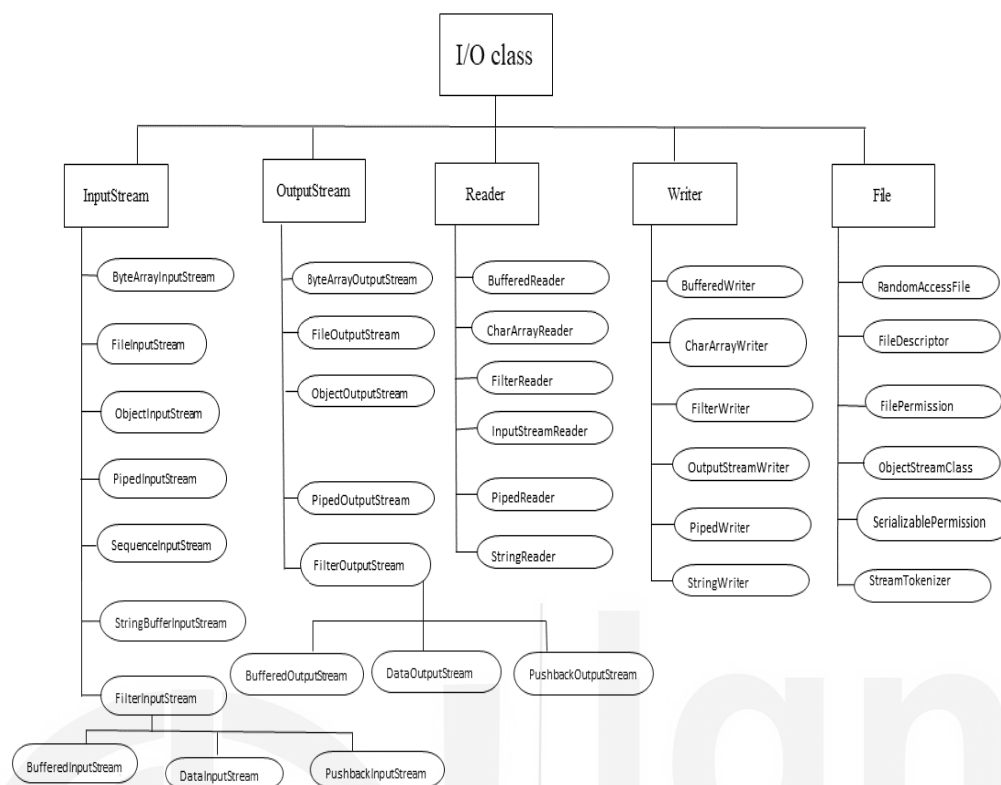 I/O class
InputStream
OutputStream
Reader
Writer
File
ByteArrayInputStream
FileInputStream
ObjectInputStream
PipedInputStream
SequenceInputStream
StringBufferInputStream
FilterInputStream
BufferedInputStream
DataInputStream
PushbackInputStream
ByteArrayOutputStream
FileOutputStream
ObjectOutputStream
PipedOutputStream
FilterOutputStream
BufferedOutputStream
DataOutputStream
PushbackOutputStream
BufferedReader
CharArrayReader
FilterReader
InputStreamReader
PipedReader
StringReader
BufferedWriter
CharArrayWriter
FilterWriter
OutputStreamWriter
PipedWriter
StringWriter
RandomAccessFile
FileDescriptor
FilePermission
ObjectStreamClass
SerializablePermission
StreamTokenizer